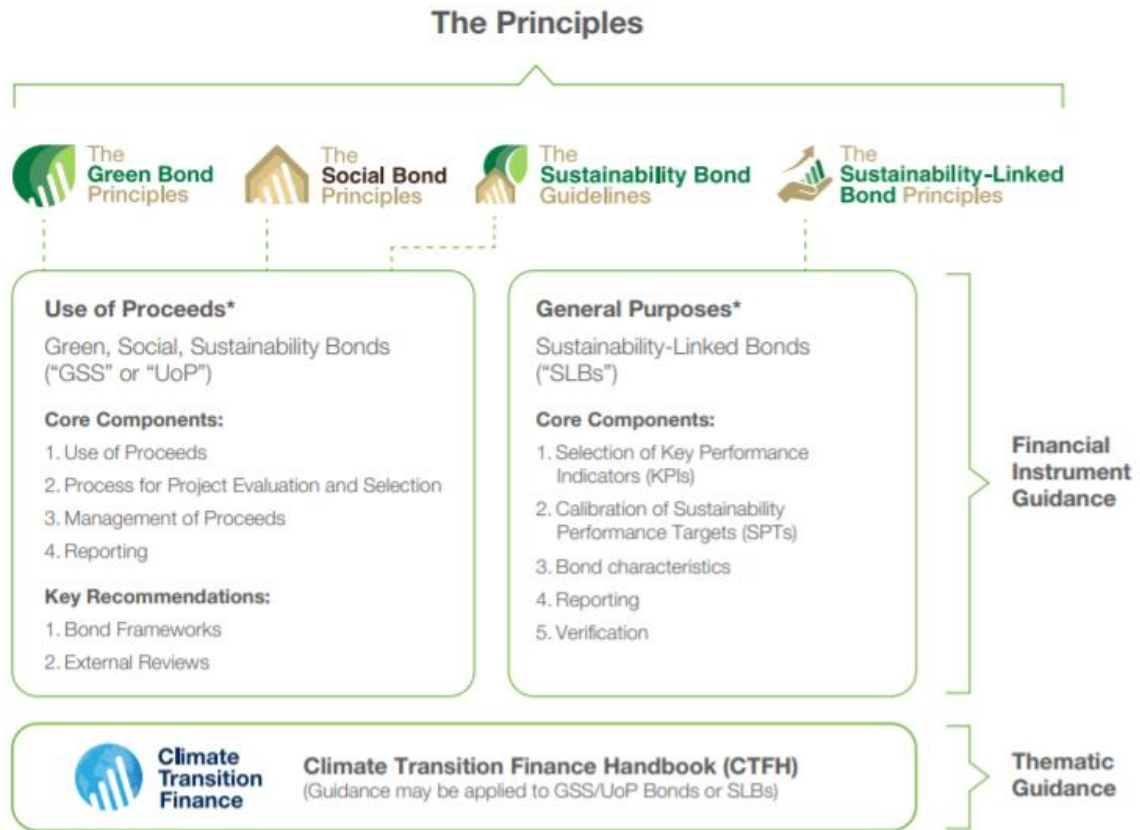 The Principles
The
Green Bond
Principles
The
Social Bond
Principles
The
Sustainability Bond
Guidelines
The
Sustainability-Linked
Bond Principles
Use of Proceeds*
Green, Social, Sustainability Bonds
(“GSS” or “UoP”)
Core Components:
1. Use of Proceeds
2. Process for Project Evaluation and Selection
3. Management of Proceeds
4. Reporting
Key Recommendations:
1. Bond Frameworks
2. External Reviews
General Purposes*
Sustainability-Linked Bonds
(“SLBs”)
Core Components:
1. Selection of Key Performance
Indicators (KPIs)
2. Calibration of Sustainability
Performance Targets (SPTs)
3. Bond characteristics
4. Reporting
5. Verification
Financial
Instrument
Guidance
Climate
Transition
Finance
Climate Transition Finance Handbook (CTFH)
(Guidance may be applied to GSS/UoP Bonds or SLBs)
Thematic
Guidance